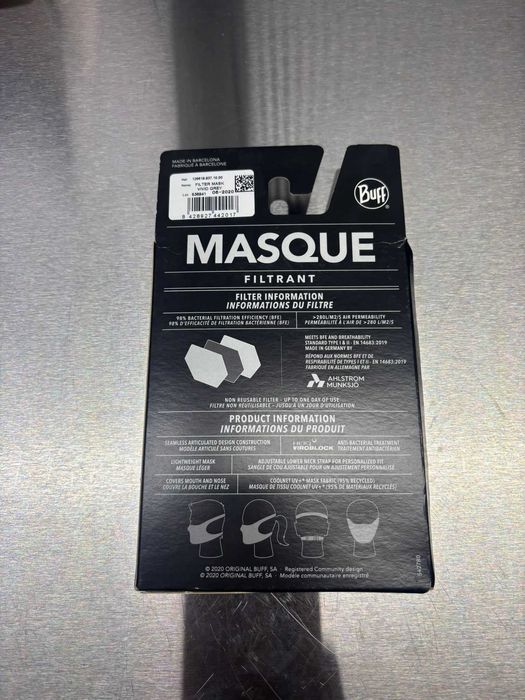 MADE IN BARCELONA
FABRIQUÉ A BARCELONE
Name: FILTER MASK
VIVID GREY
06-2020
8 428927 442017
BUFF
MASQUE
FILTRANT
FILTER INFORMATION
INFORMATIONS DU FILTRE
98% BACTERIAL FILTRATION EFFICIENCY (BFE)
98% D'EFFICACITÉ DE FILTRATION BACTÉRIENNE (BFE)
>280L/M2/S AIR PERMEABILITY
PERMÉABILITÉ À L'AIR DE >280 L/M2/S
MEETS BFE AND BREATHABILITY
STANDARD TYPE I & II - EN 14683:2019
MADE IN GERMANY BY
RÉPOND AUX NORMES BFE ET DE
RESPIRABILITÉ DE TYPES I ET II - EN 14683:2019
FABRIQUÉ EN ALLEMAGNE PAR
AHLSTROM
MUNKSJÖ
NON REUSABLE FILTER - UP TO ONE DAY OF USE
FILTRE NON RÉUTILISABLE - JUSQU'À UN JOUR D'UTILISATION
PRODUCT INFORMATION
INFORMATIONS DU PRODUIT
SEAMLESS ARTICULATED DESIGN CONSTRUCTION
MODÈLE ARTICULÉ SANS COUTURES
HEIQ VIROBLOCK
ANTI-BACTERIAL TREATMENT
TRAITEMENT ANTIBACTÉRIEN
LIGHTWEIGHT MASK
MASQUE LÉGER
ADJUSTABLE LOWER NECK STRAP FOR PERSONALIZED FIT
SANGLE DE COU AJUSTABLE POUR UN AJUSTEMENT PERSONNALISÉ
COVERS MOUTH AND NOSE
COUVRE LA BOUCHE ET LE NEZ
COOLNET UV+® MASK FABRIC (95% RECYCLED)
MASQUE DE TISSU COOLNET UV+® (95% DE MATERIAUX RECYCLÉS)
© 2020 ORIGINAL BUFF, SA - Registered Community design
© 2020 ORIGINAL BUFF, SA - Modèle communautaire enregistré